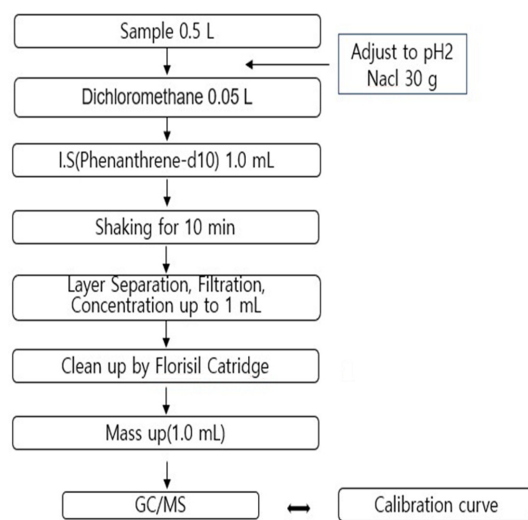 Sample 0.5 L
Adjust to pH2
Nacl 30 g
Dichloromethane 0.05 L
I.S(Phenanthrene-d10) 1.0 mL
Shaking for 10 min
Layer Separation, Filtration,
Concentration up to 1 mL
Clean up by Florisil Catridge
Mass up(1.0 mL)
GC/MS
Calibration curve